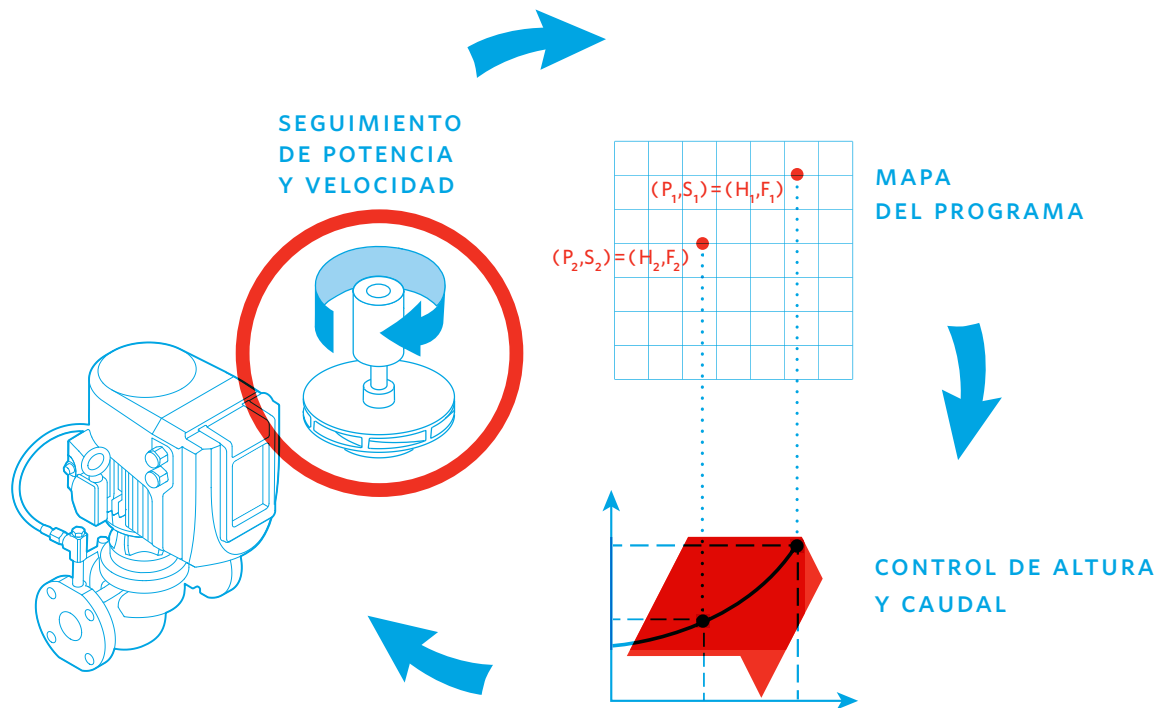 SEGUIMIENTO
DE POTENCIA
Y VELOCIDAD
(P₁,S₁)=(H₁,F₁)
(P₂,S₂)=(H₂,F₂)
MAPA
DEL PROGRAMA
CONTROL DE ALTURA
Y CAUDAL